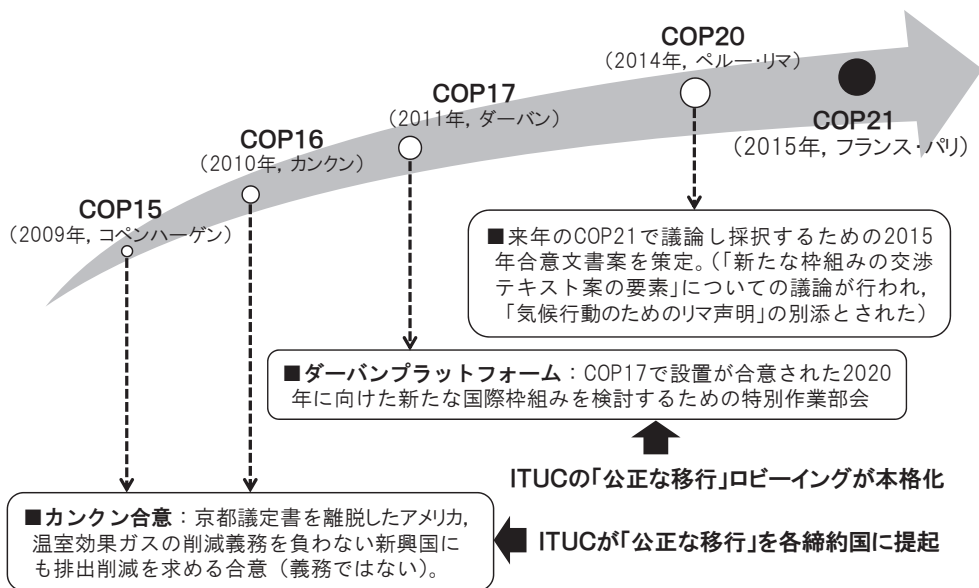 COP20
(2014年, ペルー・リマ)
COP17
(2011年, ダーバン)
COP21
(2015年, フランス・パリ)
COP16
(2010年, カンクン)
COP15
(2009年, コペンハーゲン)
■来年のCOP21で議論し採択するための2015
年合意文書案を策定。(「新たな枠組みの交渉
テキスト案の要素」についての議論が行われ,
「気候行動のためのリマ声明」の別添とされた)
■ダーバンプラットフォーム：COP17で設置が合意された2020
年に向けた新たな国際枠組みを検討するための特別作業部会
ITUCの「公正な移行」ロビーイングが本格化
■カンクン合意：京都議定書を離脱したアメリカ,
温室効果ガスの削減義務を負わない新興国に
も排出削減を求める合意（義務ではない）。
ITUCが「公正な移行」を各締約国に提起